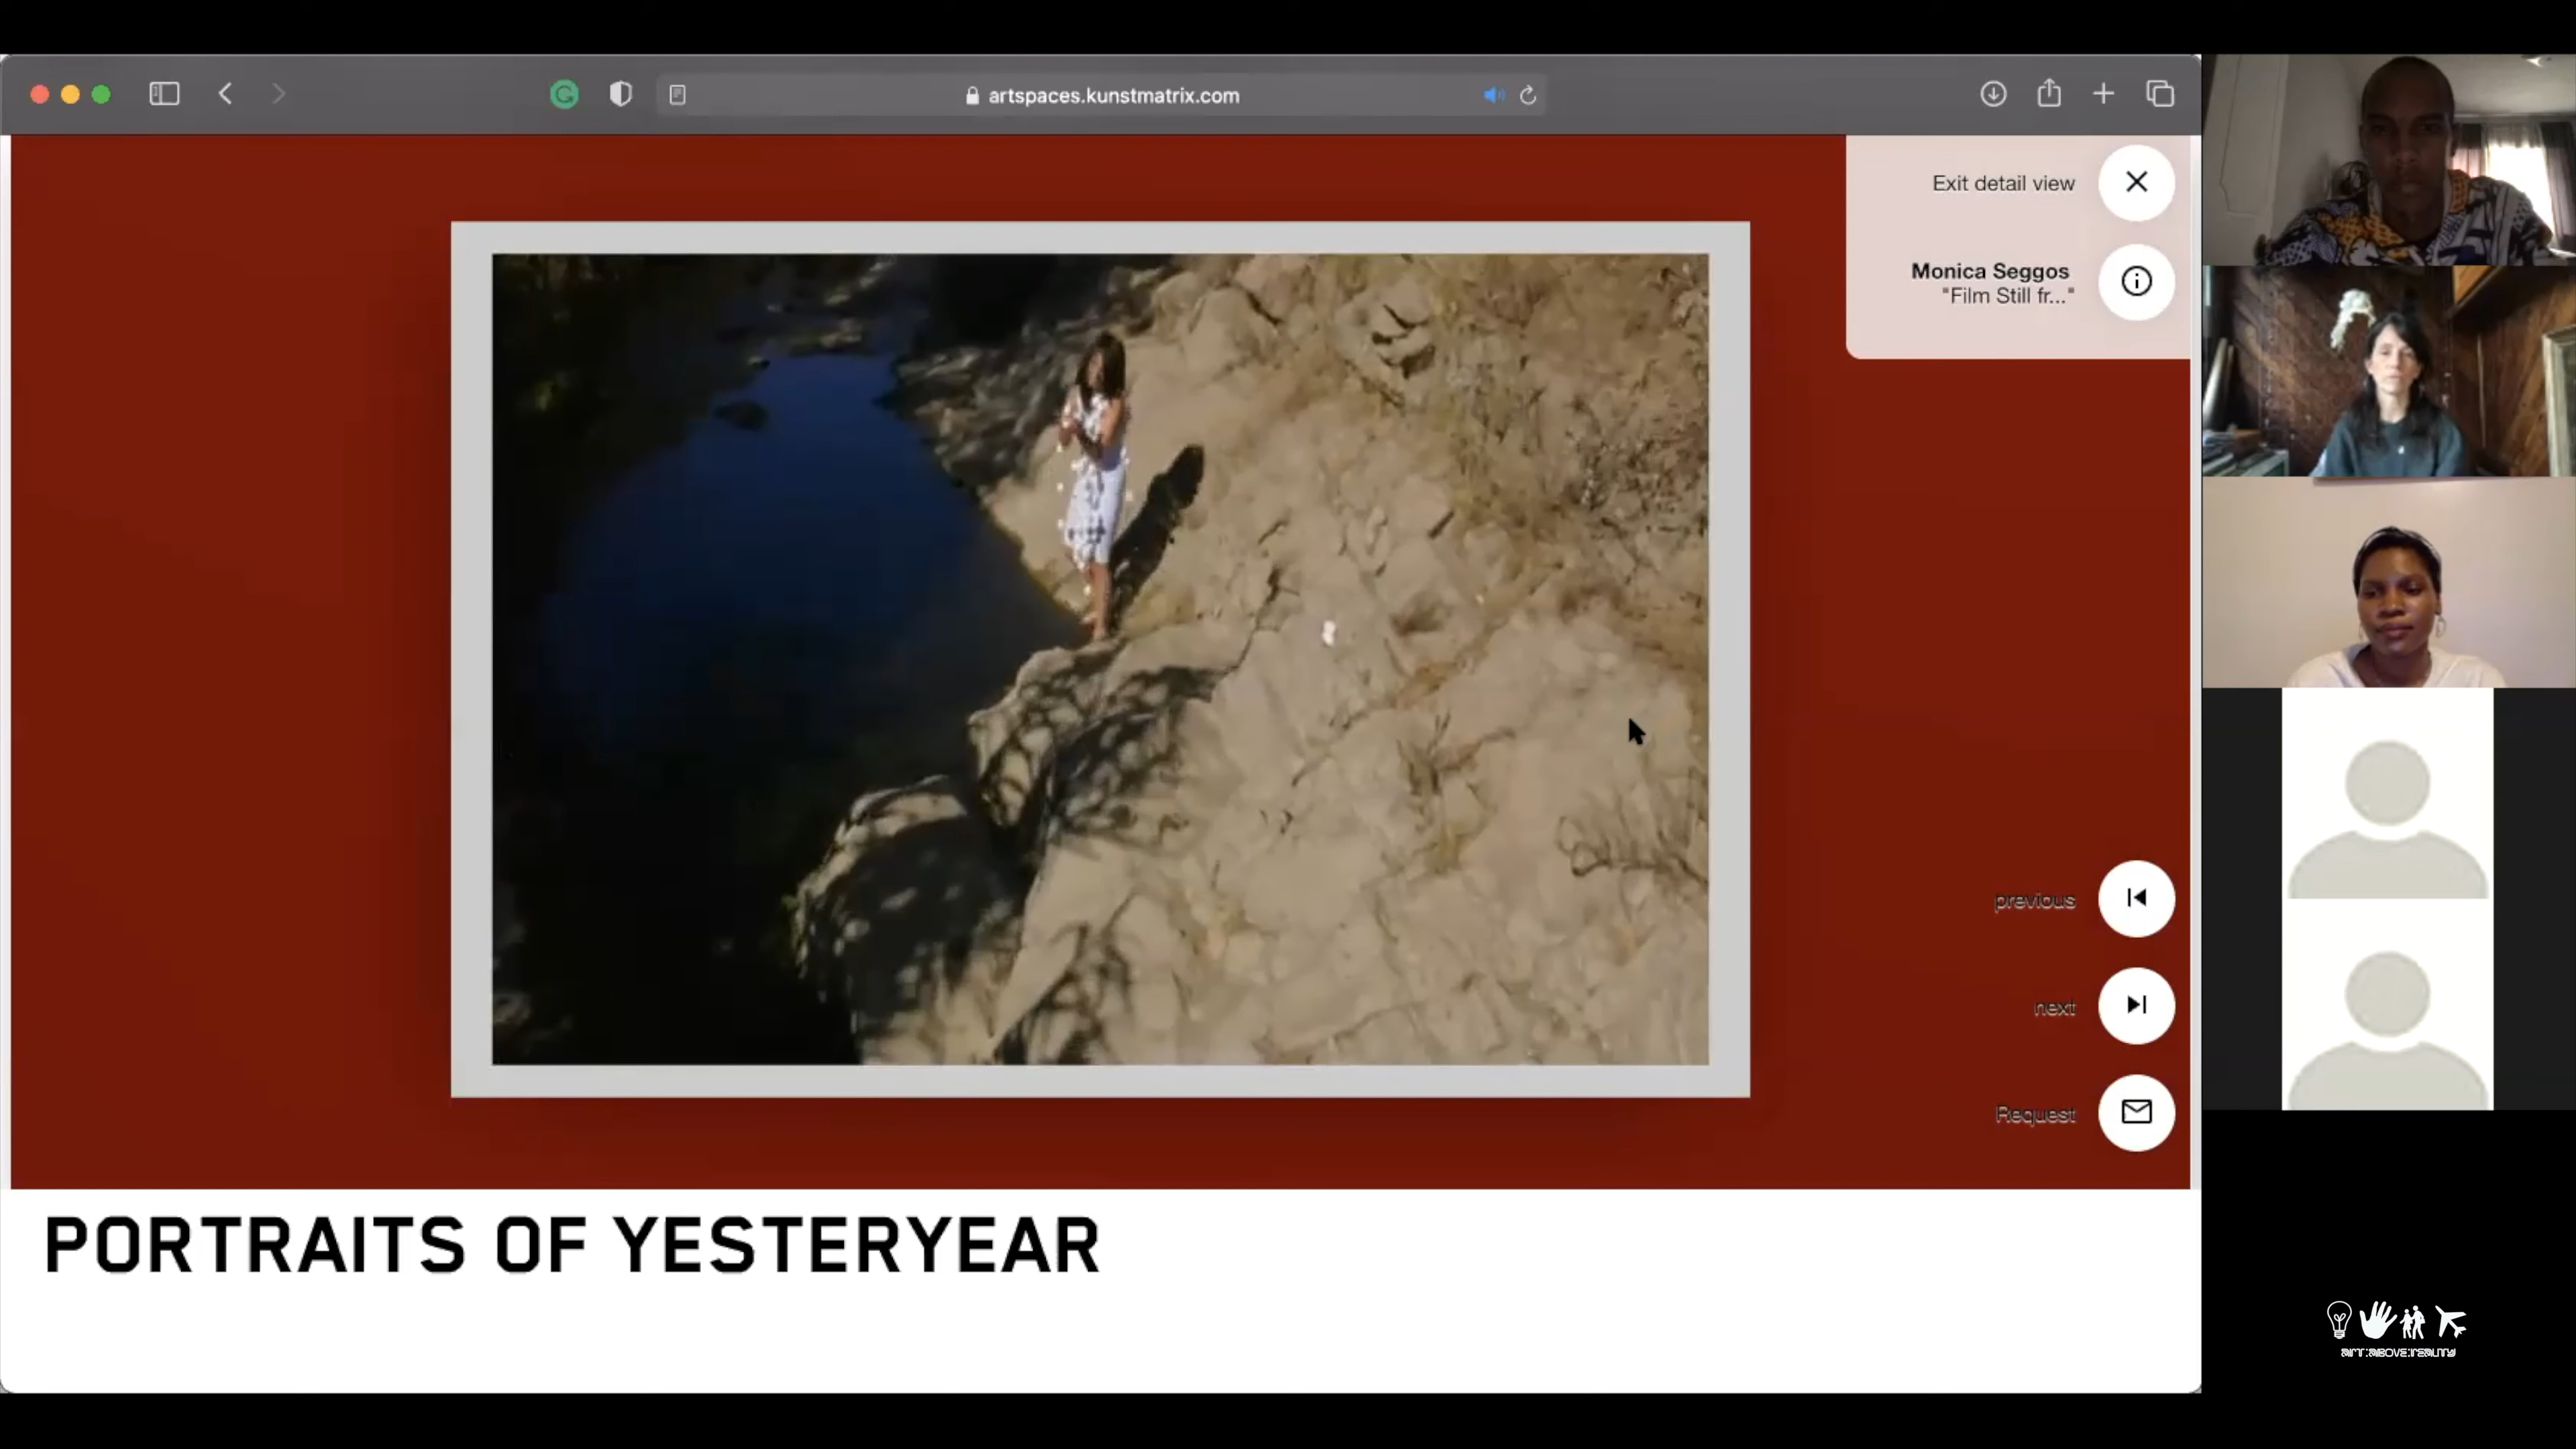 artspaces.kunstmatrix.com
Exit detail view
Monica Seggos
"Film Still fr..."
previous
next
Request
PORTRAITS OF YESTERYEAR
ART:ABOVE:REALITY